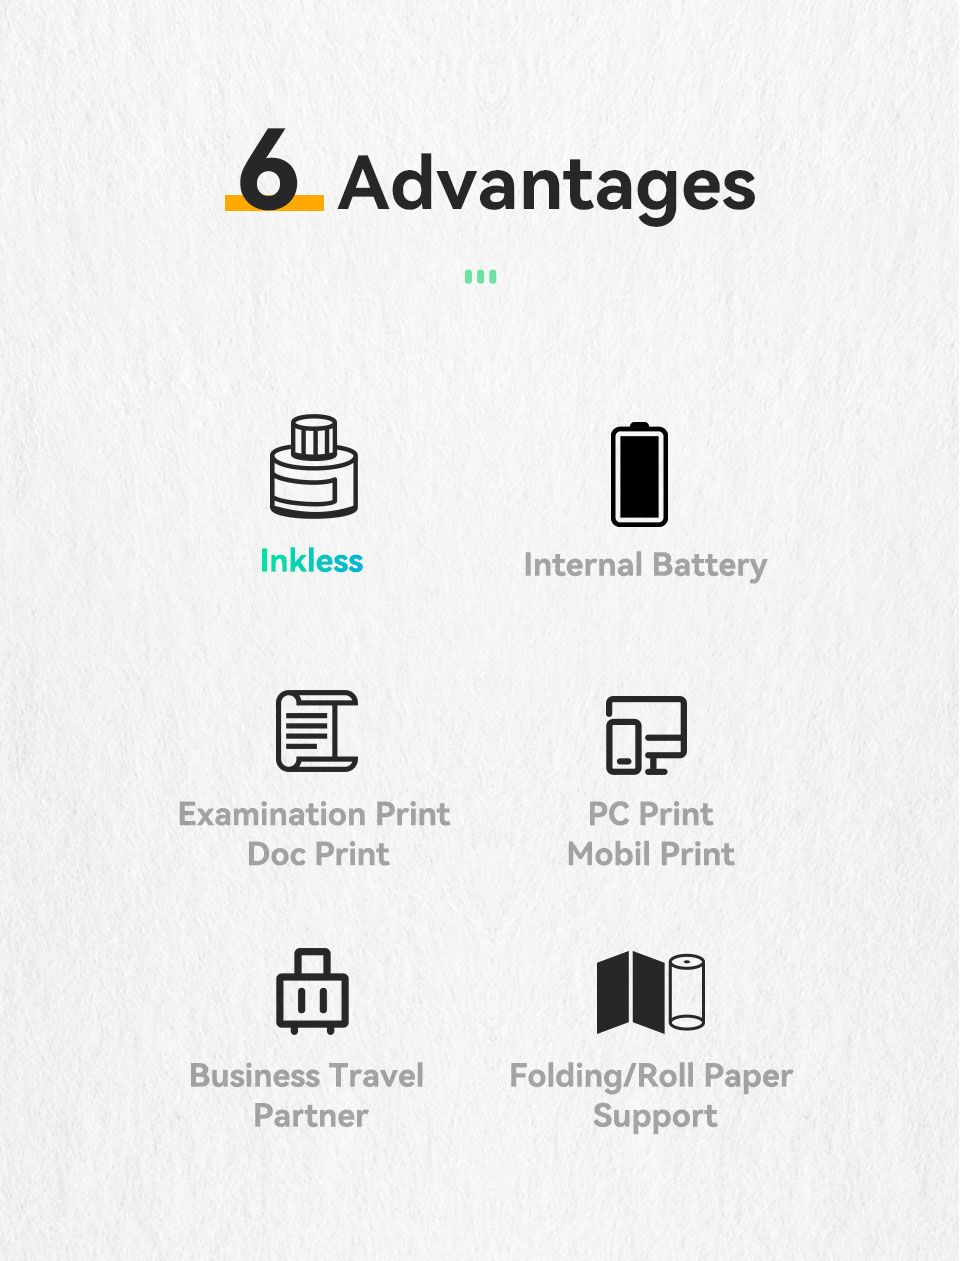 6 Advantages
Inkless
Internal Battery
Examination Print
Doc Print
PC Print
Mobil Print
Business Travel
Partner
Folding/Roll Paper
Support